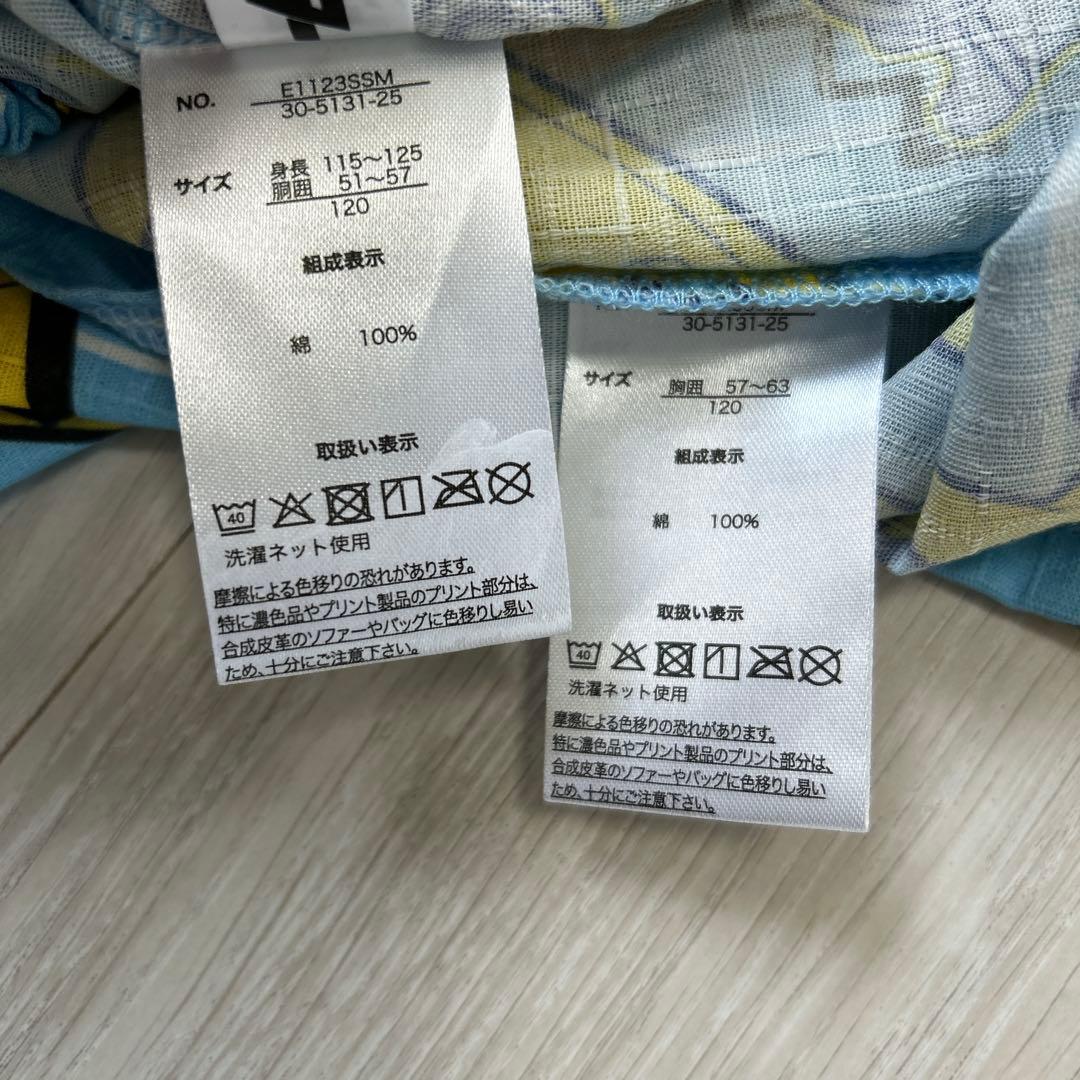 NO. E1123SSM
30-5131-25
サイズ 身長 115〜125
胴囲 51〜57
120
組成表示
綿 100%
取扱い表示
40
洗濯ネット使用
摩擦による色移りの恐れがあります。
特に濃色品やプリント製品のプリント部分は、
合成皮革のソファーやバッグに色移りし易い
ため、十分にご注意下さい。
30-5131-25
サイズ 胸囲 57〜63
120
組成表示
綿 100%
取扱い表示
40
洗濯ネット使用
摩擦による色移りの恐れがあります。
特に濃色品やプリント製品のプリント部分は、
合成皮革のソファーやバッグに色移りし易い
ため、十分にご注意下さい。